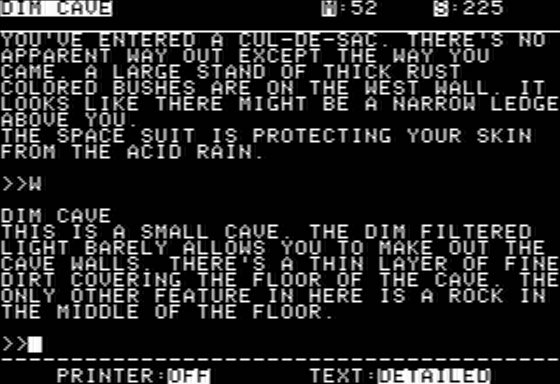 DIM CAVE M:52 S:225
YOU'VE ENTERED A CUL-DE-SAC. THERE'S NO
APPARENT WAY OUT EXCEPT THE WAY YOU
CAME. A LARGE STAND OF THICK RUST
COLORED BUSHES ARE ON THE WEST WALL. IT
LOOKS LIKE THERE MIGHT BE A NARROW LEDGE
ABOVE YOU.
THE SPACE SUIT IS PROTECTING YOUR SKIN
FROM THE ACID RAIN.
>>W
DIM CAVE
THIS IS A SMALL CAVE. THE DIM FILTERED
LIGHT BARELY ALLOWS YOU TO MAKE OUT THE
CAVE WALLS. THERE'S A THIN LAYER OF FINE
DIRT COVERING THE FLOOR OF THE CAVE. THE
ONLY OTHER FEATURE IN HERE IS A ROCK IN
THE MIDDLE OF THE FLOOR.
>>
PRINTER:OFF TEXT:DETAILED